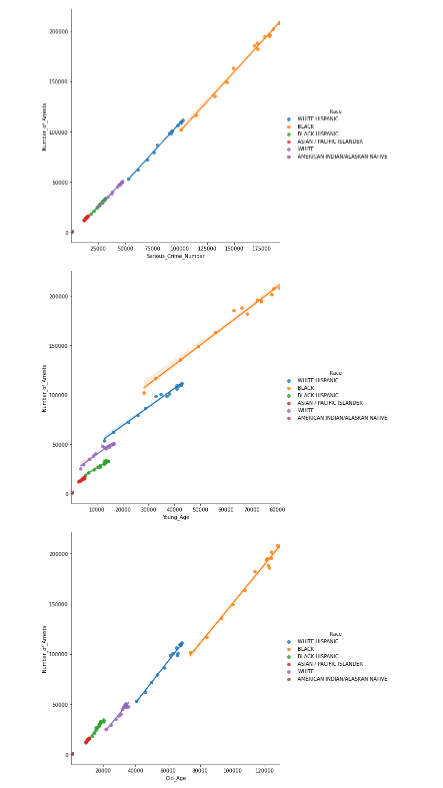 200000
150000
100000
50000
0
Number_of_Arrests
25000 50000 75000 100000 125000 150000 175000
Serious_Crime_Number
Race
WHITE HISPANIC
BLACK
BLACK HISPANIC
ASIAN / PACIFIC ISLANDER
WHITE
AMERICAN INDIAN/ALASKAN NATIVE
200000
150000
100000
50000
0
Number_of_Arrests
10000 20000 30000 40000 50000 60000 70000 80000
Young_Age
Race
WHITE HISPANIC
BLACK
BLACK HISPANIC
ASIAN / PACIFIC ISLANDER
WHITE
AMERICAN INDIAN/ALASKAN NATIVE
200000
150000
100000
50000
0
Number_of_Arrests
20000 40000 60000 80000 100000 120000
Old_Age
Race
WHITE HISPANIC
BLACK
BLACK HISPANIC
ASIAN / PACIFIC ISLANDER
WHITE
AMERICAN INDIAN/ALASKAN NATIVE